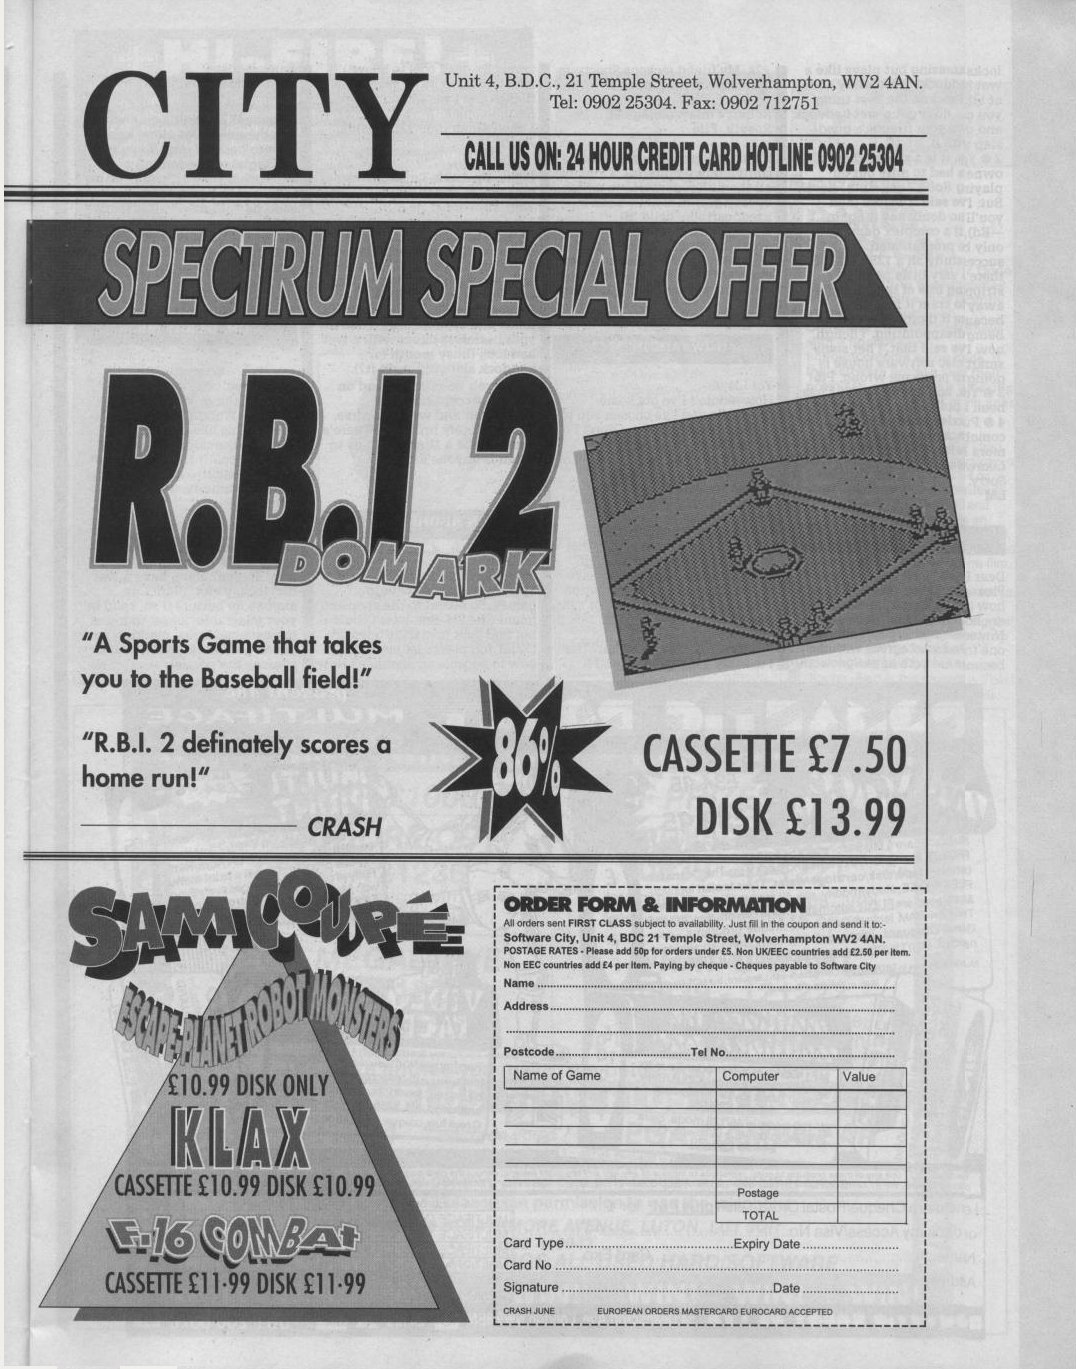 CITY
Unit 4, B.D.C., 21 Temple Street, Wolverhampton, WV2 4AN.
Tel: 0902 25304. Fax: 0902 712751
CALL US ON: 24 HOUR CREDIT CARD HOTLINE 0902 25304
SPECTRUM SPECIAL OFFER
R.B.I 2
DOMARK
"A Sports Game that takes
you to the Baseball field!"
"R.B.I. 2 definately scores a
home run!"
CRASH
86%
CASSETTE £7.50
DISK £13.99
SAM COUPÉ
ESCAPE-PLANET ROBOT MONSTERS
£10.99 DISK ONLY
KLAX
CASSETTE £10.99 DISK £10.99
F.16 COMBAT
CASSETTE £11·99 DISK £11·99
ORDER FORM & INFORMATION
All orders sent FIRST CLASS subject to availability. Just fill in the coupon and send it to:-
Software City, Unit 4, BDC 21 Temple Street, Wolverhampton WV2 4AN.
POSTAGE RATES - Please add 50p for orders under £5. Non UK/EEC countries add £2.50 per item.
Non EEC countries add £4 per item. Paying by cheque - Cheques payable to Software City
Name
Address
Postcode Tel No
Name of Game Computer Value
Postage
TOTAL
Card Type Expiry Date
Card No
Signature Date
CRASH JUNE EUROPEAN ORDERS MASTERCARD EUROCARD ACCEPTED